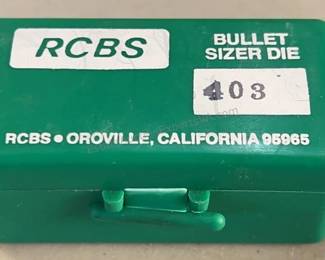 RCBS
BULLET
SIZER DIE
403
RCBS • OROVILLE, CALIFORNIA 95965